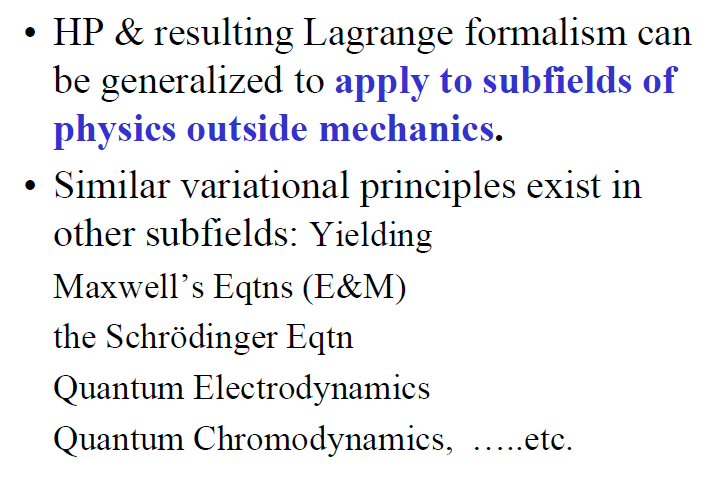 • HP & resulting Lagrange formalism can
be generalized to apply to subfields of
physics outside mechanics.
• Similar variational principles exist in
other subfields: Yielding
Maxwell's Eqtns (E&M)
the Schrödinger Eqtn
Quantum Electrodynamics
Quantum Chromodynamics, …..etc.